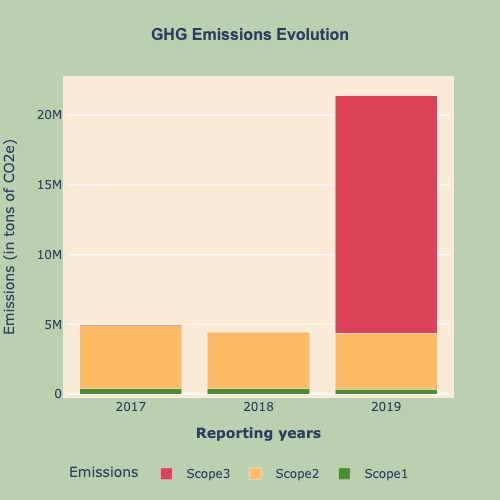 GHG Emissions Evolution
Emissions (in tons of CO2e)
20M
15M
10M
5M
0
2017 2018 2019
Reporting years
Emissions Scope3 Scope2 Scope1